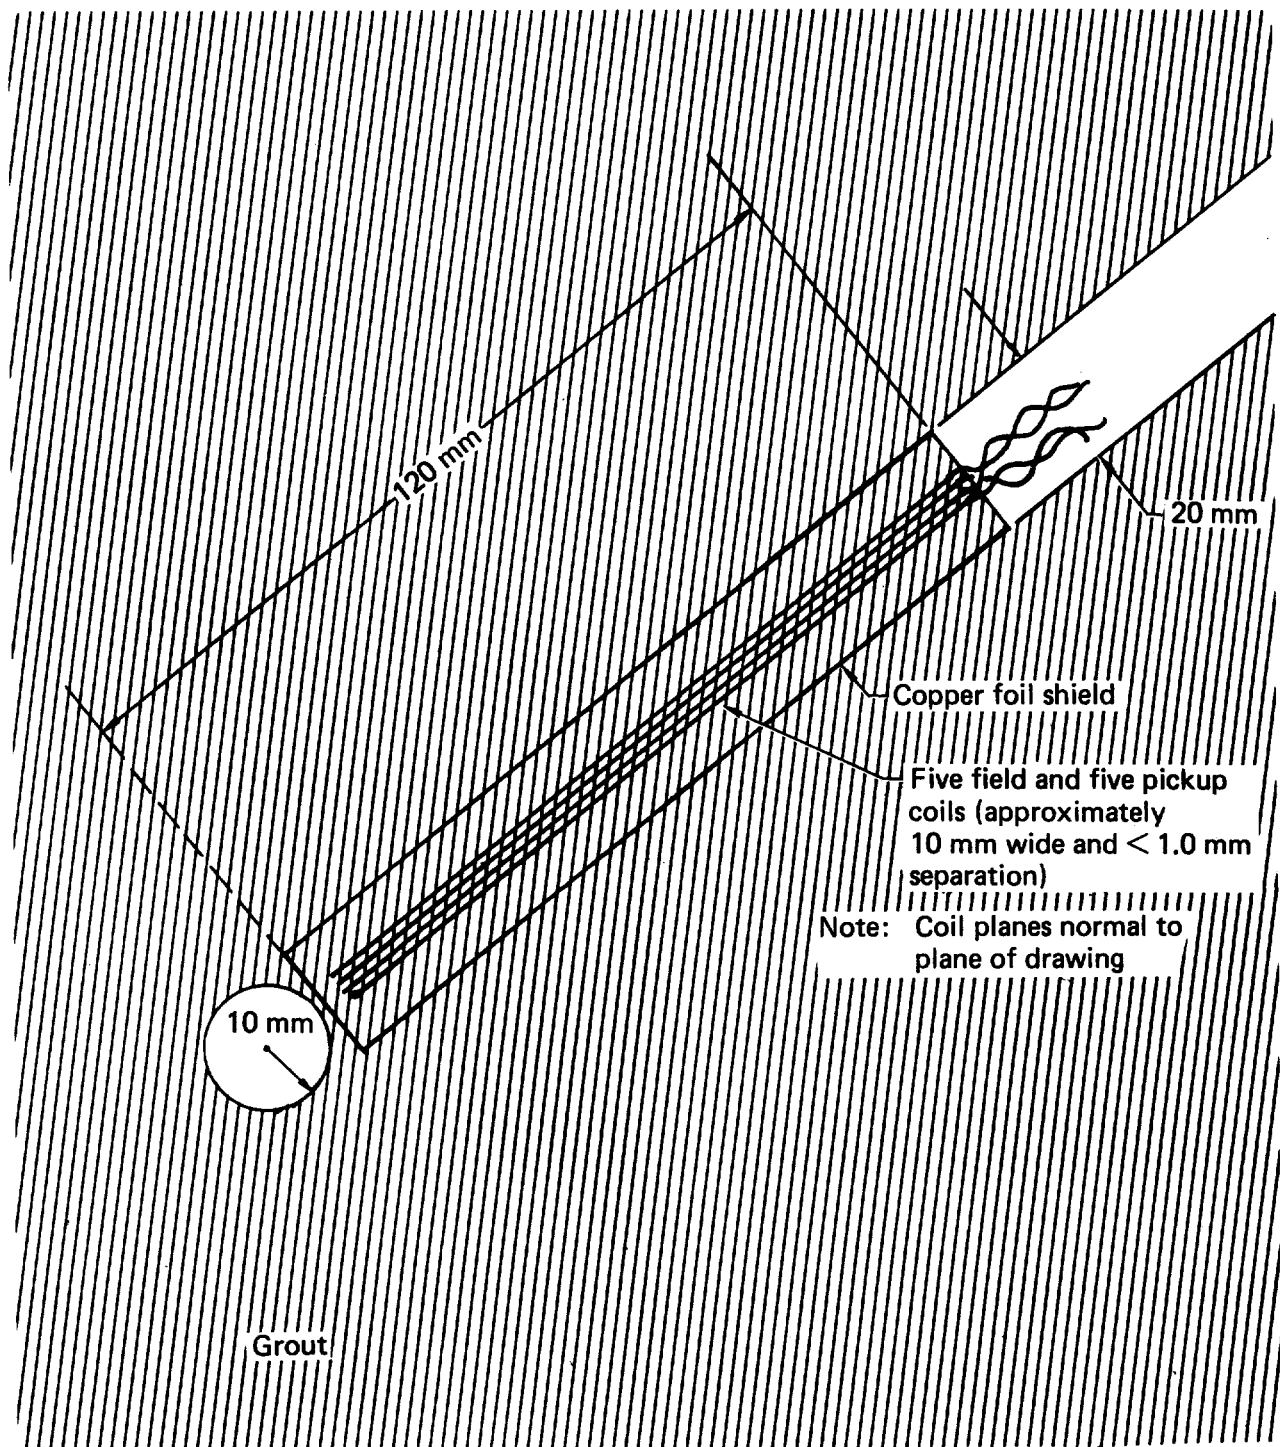 120 mm
20 mm
Copper foil shield
Five field and five pickup
coils (approximately
10 mm wide and < 1.0 mm
separation)
Note: Coil planes normal to
plane of drawing
10 mm
Grout